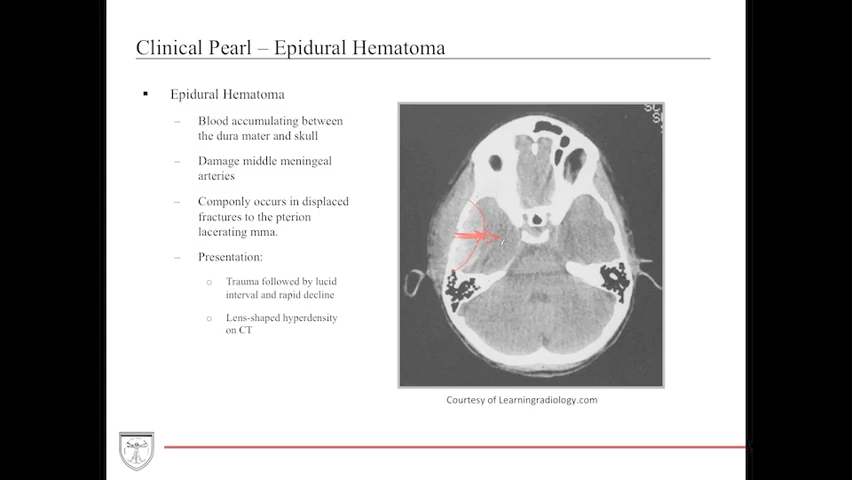 Clinical Pearl – Epidural Hematoma
▪ Epidural Hematoma
– Blood accumulating between
the dura mater and skull
– Damage middle meningeal
arteries
– Componly occurs in displaced
fractures to the pterion
lacerating mma.
– Presentation:
o Trauma followed by lucid
interval and rapid decline
o Lens-shaped hyperdensity
on CT
Courtesy of Learningradiology.com